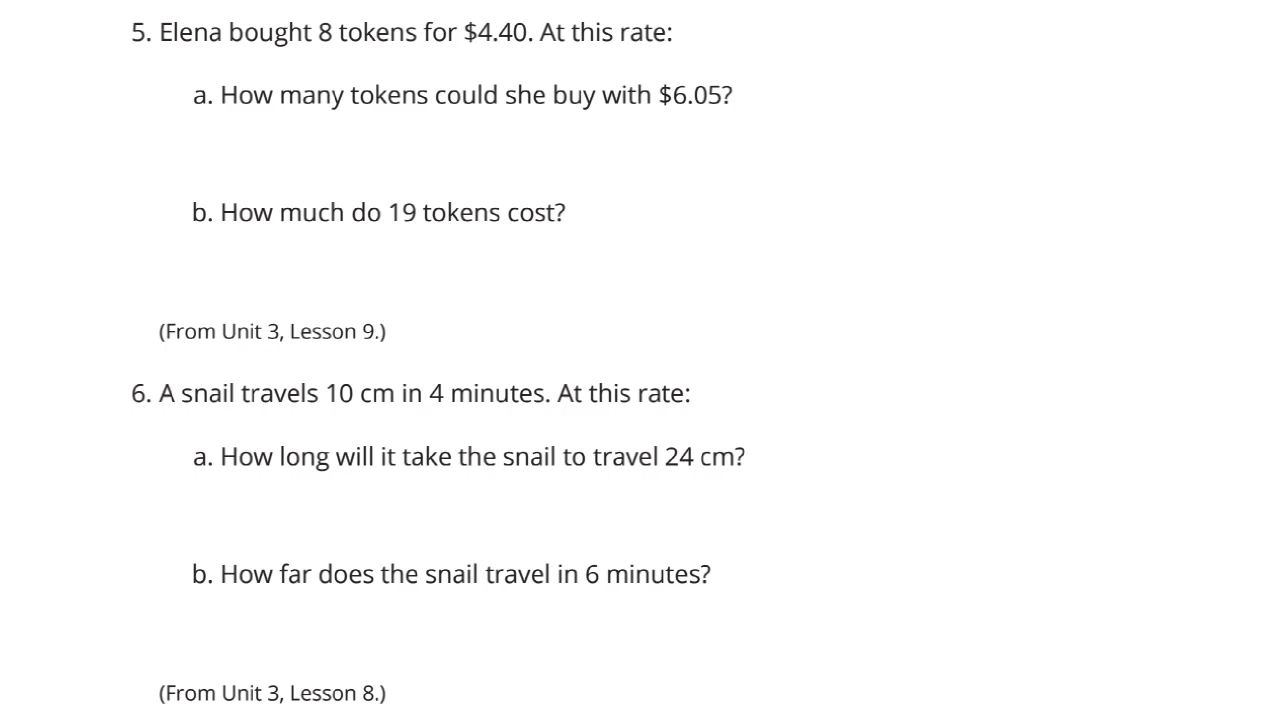 5. Elena bought 8 tokens for $4.40. At this rate:
a. How many tokens could she buy with $6.05?
b. How much do 19 tokens cost?
(From Unit 3, Lesson 9.)
6. A snail travels 10 cm in 4 minutes. At this rate:
a. How long will it take the snail to travel 24 cm?
b. How far does the snail travel in 6 minutes?
(From Unit 3, Lesson 8.)